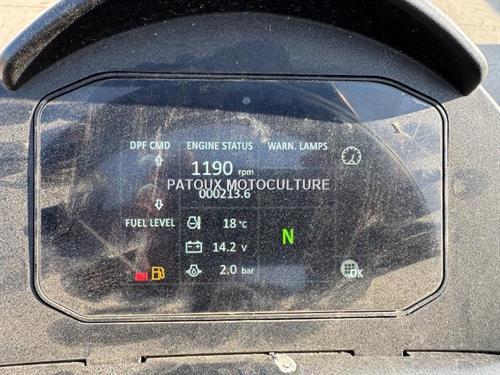 DPF CMD ENGINE STATUS WARN. LAMPS
1190 rpm
PATOUX MOTOCULTURE
000213.6
FUEL LEVEL 18 °C
N
14.2 V
2.0 bar
OK